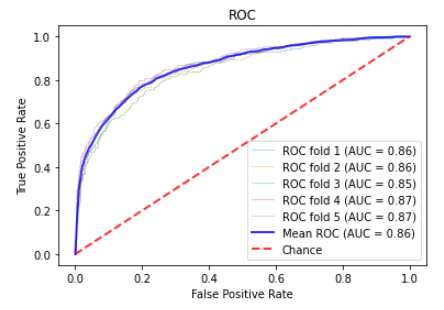 ROC
1.0
0.8
0.6
0.4
0.2
0.0
True Positive Rate
ROC fold 1 (AUC = 0.86)
ROC fold 2 (AUC = 0.86)
ROC fold 3 (AUC = 0.85)
ROC fold 4 (AUC = 0.87)
ROC fold 5 (AUC = 0.87)
Mean ROC (AUC = 0.86)
Chance
0.0 0.2 0.4 0.6 0.8 1.0
False Positive Rate